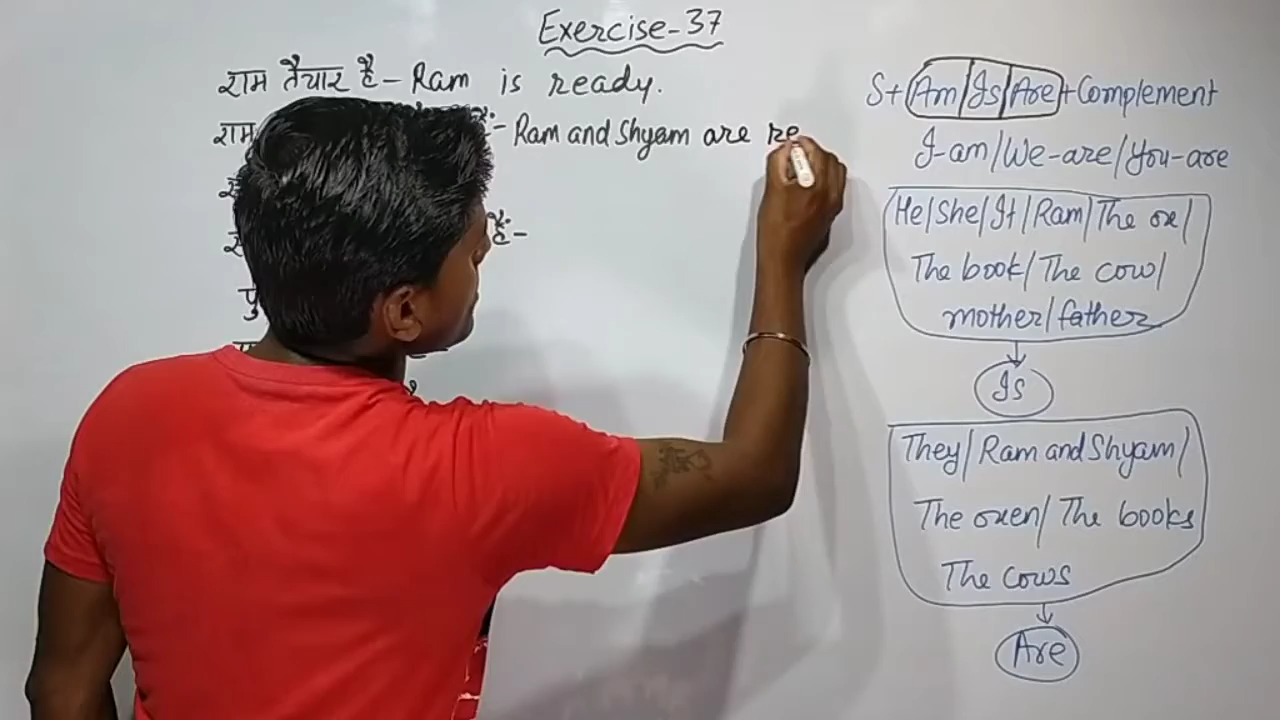 Exercise-37
राम तैयार है - Ram is ready.
राम - Ram and Shyam are re
हैं -
S+ Am|Is|Are + Complement
I-am/We-are/You-are
He/She/It/Ram/The ox/
The book/The cow/
mother/father
Is
They/Ram and Shyam/
The oxen/The books
The cows
Are